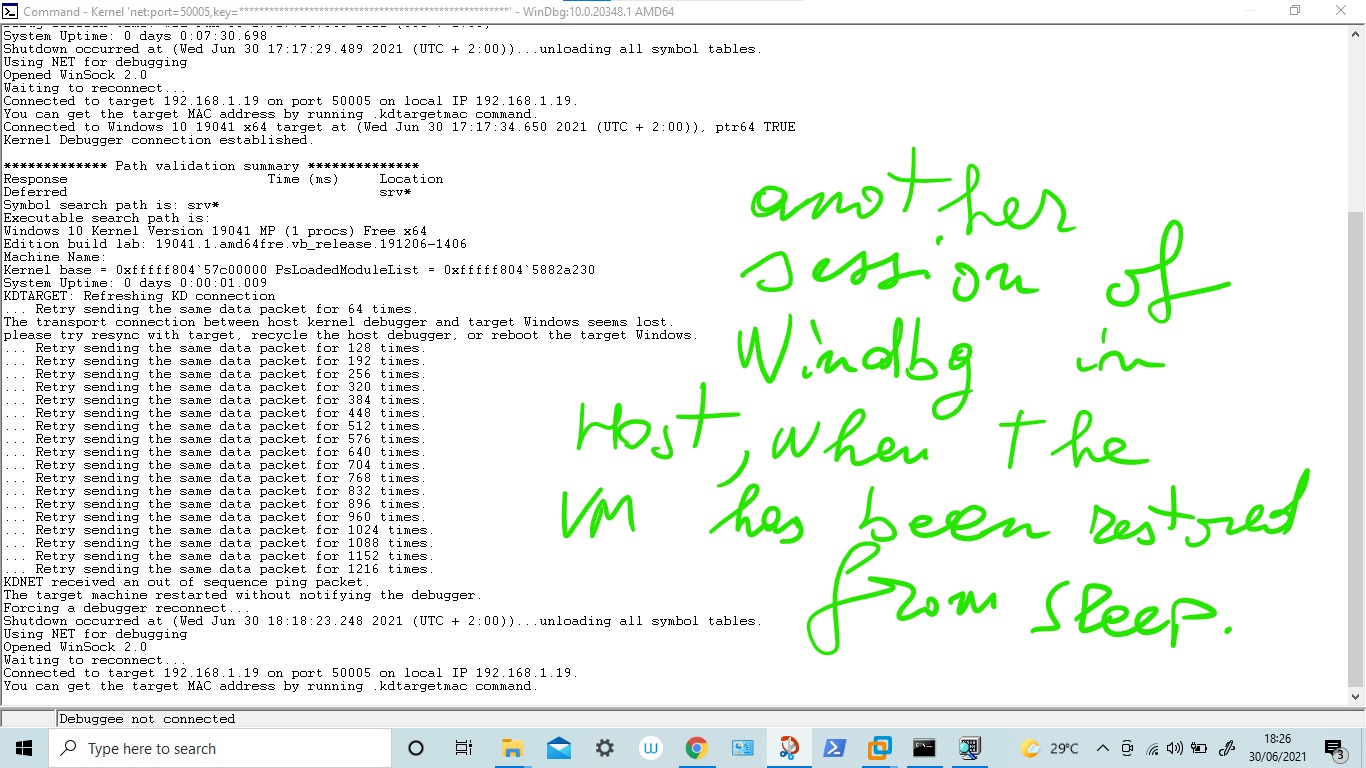 Command - Kernel 'net:port=50005,key=****************************************************' - WinDbg:10.0.20348.1 AMD64
System Uptime: 0 days 0:07:30.698
Shutdown occurred at (Wed Jun 30 17:17:29.489 2021 (UTC + 2:00))...unloading all symbol tables.
Using NET for debugging
Opened WinSock 2.0
Waiting to reconnect...
Connected to target 192.168.1.19 on port 50005 on local IP 192.168.1.19.
You can get the target MAC address by running .kdtargetmac command.
Connected to Windows 10 19041 x64 target at (Wed Jun 30 17:17:34.650 2021 (UTC + 2:00)), ptr64 TRUE
Kernel Debugger connection established.
************* Path validation summary **************
Response Time (ms) Location
Deferred srv*
Symbol search path is: srv*
Executable search path is:
Windows 10 Kernel Version 19041 MP (1 procs) Free x64
Edition build lab: 19041.1.amd64fre.vb_release.191206-1406
Machine Name:
Kernel base = 0xfffff804`57c00000 PsLoadedModuleList = 0xfffff804`5882a230
System Uptime: 0 days 0:00:01.009
KDTARGET: Refreshing KD connection
... Retry sending the same data packet for 64 times.
The transport connection between host kernel debugger and target Windows seems lost.
please try resync with target, recycle the host debugger, or reboot the target Windows.
... Retry sending the same data packet for 128 times.
... Retry sending the same data packet for 192 times.
... Retry sending the same data packet for 256 times.
... Retry sending the same data packet for 320 times.
... Retry sending the same data packet for 384 times.
... Retry sending the same data packet for 448 times.
... Retry sending the same data packet for 512 times.
... Retry sending the same data packet for 576 times.
... Retry sending the same data packet for 640 times.
... Retry sending the same data packet for 704 times.
... Retry sending the same data packet for 768 times.
... Retry sending the same data packet for 832 times.
... Retry sending the same data packet for 896 times.
... Retry sending the same data packet for 960 times.
... Retry sending the same data packet for 1024 times.
... Retry sending the same data packet for 1088 times.
... Retry sending the same data packet for 1152 times.
... Retry sending the same data packet for 1216 times.
KDNET received an out of sequence ping packet.
The target machine restarted without notifying the debugger.
Forcing a debugger reconnect...
Shutdown occurred at (Wed Jun 30 18:18:23.248 2021 (UTC + 2:00))...unloading all symbol tables.
Using NET for debugging
Opened WinSock 2.0
Waiting to reconnect...
Connected to target 192.168.1.19 on port 50005 on local IP 192.168.1.19.
You can get the target MAC address by running .kdtargetmac command.
another
session of
Windbg in
Host, when the
VM has been restored
from sleep.
Debuggee not connected
Type here to search
29°C
18:26
30/06/2021
3